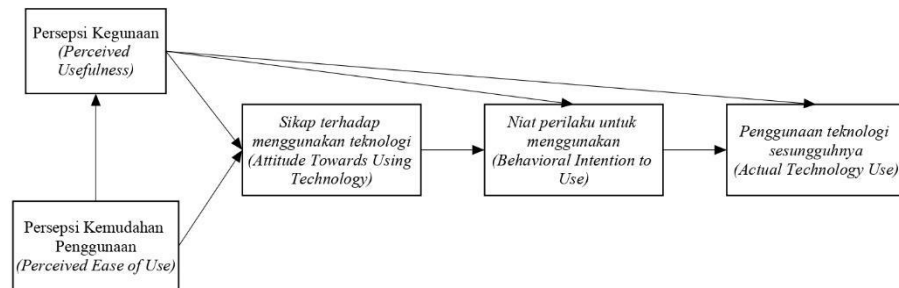 Persepsi Kegunaan
(Perceived
Usefulness)
Sikap terhadap
menggunakan teknologi
(Attitude Towards Using
Technology)
Niat perilaku untuk
menggunakan
(Behavioral Intention to
Use)
Penggunaan teknologi
sesungguhnya
(Actual Technology Use)
Persepsi Kemudahan
Penggunaan
(Perceived Ease of Use)